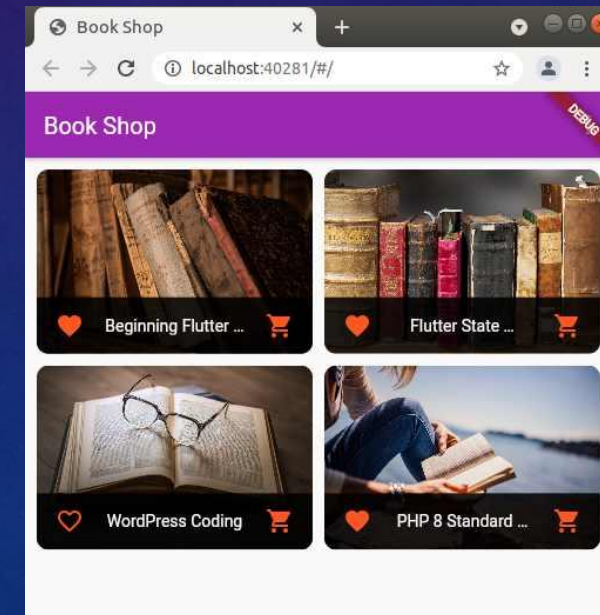 Book Shop
localhost:40281/#/
Book Shop
DEBUG
Beginning Flutter ...
Flutter State ...
WordPress Coding
PHP 8 Standard ...